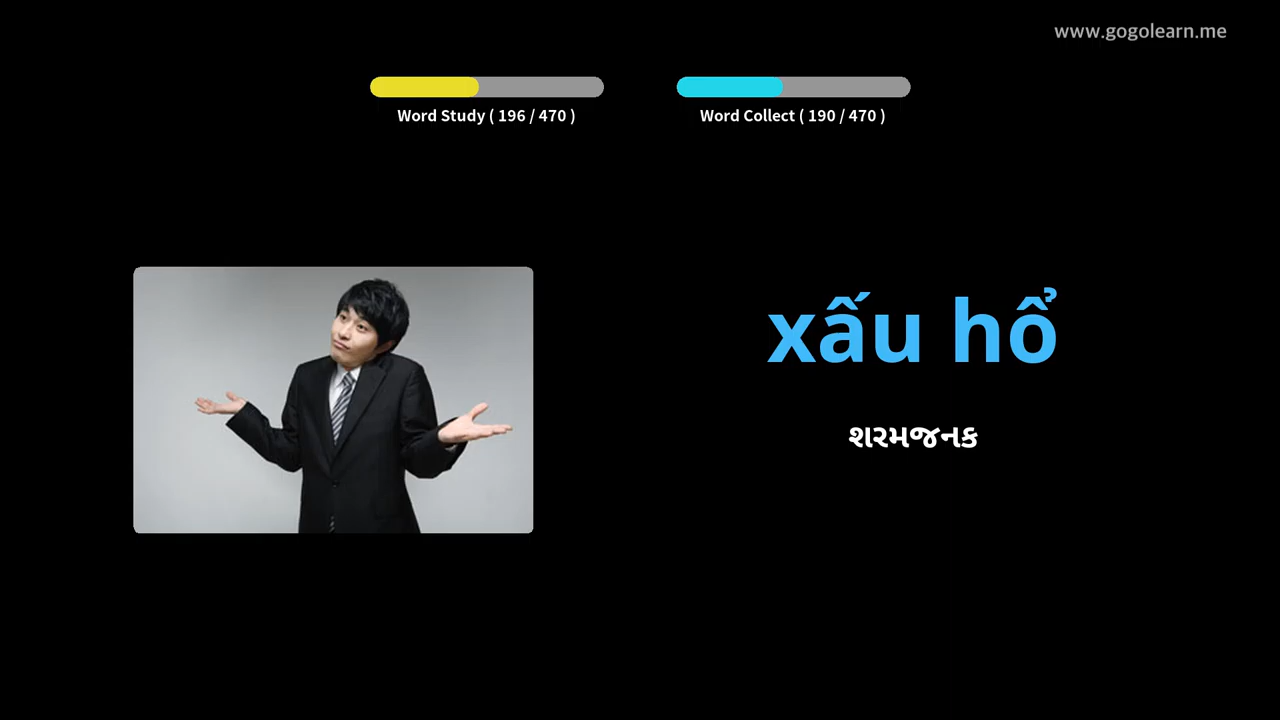 www.gogolearn.me
Word Study ( 196 / 470 )
Word Collect ( 190 / 470 )
xấu hổ
શરમજનક